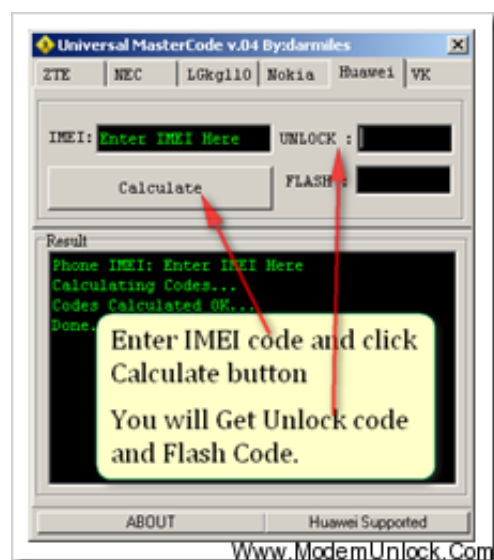 Universal MasterCode v.04 By:darmiles
ZTE NEC LGkg110 Nokia Huawei VK
IMEI: Enter IMEI Here UNLOCK :
Calculate FLASH :
Result
Phone IMEI: Enter IMEI Here
Calculating Codes...
Codes Calculated OK...
Done.
Enter IMEI code and click
Calculate button
You will Get Unlock code
and Flash Code.
ABOUT Huawei Supported
Www.ModemUnlock.Com